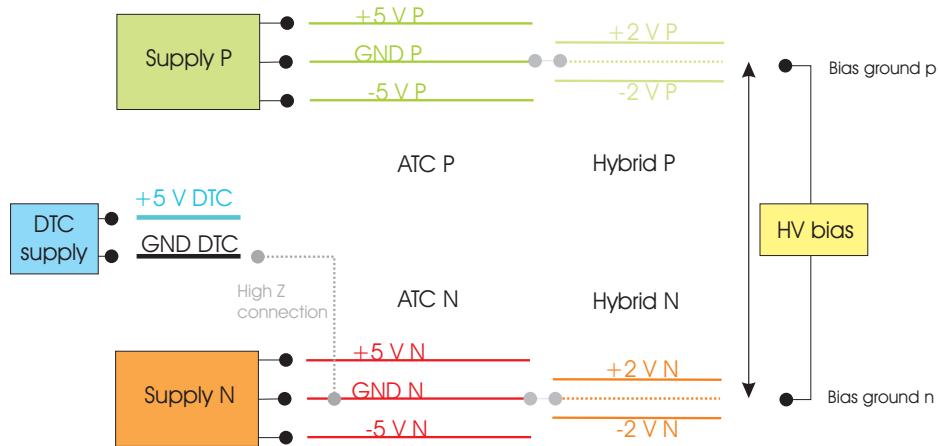 +5 V P
+2 V P
Supply P
GND P
Bias ground p
-5 V P
-2 V P
ATC P
Hybrid P
+5 V DTC
DTC
supply
GND DTC
HV bias
High Z
connection
ATC N
Hybrid N
+5 V N
+2 V N
Supply N
GND N
Bias ground n
-5 V N
-2 V N